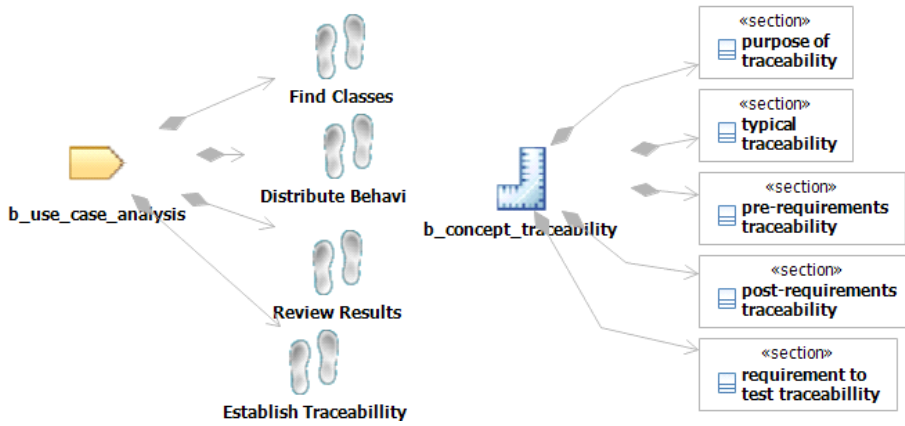 Find Classes
b_use_case_analysis
Distribute Behavi
Review Results
Establish Traceabillity
b_concept_traceability
«section»
purpose of
traceability
«section»
typical
traceability
«section»
pre-requirements
traceability
«section»
post-requirements
traceability
«section»
requirement to
test traceabillity